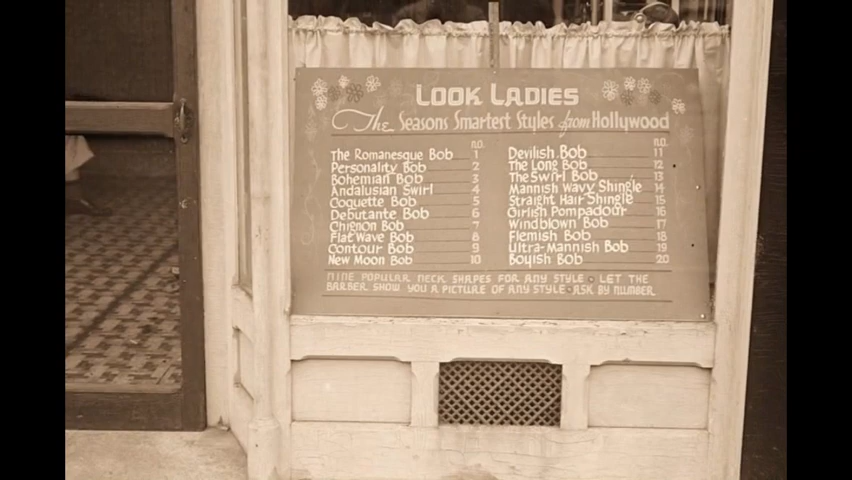 LOOK LADIES
The Seasons Smartest Styles from Hollywood
NO.
The Romanesque Bob 1
Personality Bob 2
Bohemian Bob 3
Andalusian Swirl 4
Coquette Bob 5
Debutante Bob 6
Chignon Bob 7
Flat Wave Bob 8
Contour Bob 9
New Moon Bob 10
NO.
Devilish Bob 11
The Long Bob 12
The Swirl Bob 13
Mannish Wavy Shingle 14
Straight Hair Shingle 15
Girlish Pompadour 16
Windblown Bob 17
Flemish Bob 18
Ultra-Mannish Bob 19
Boyish Bob 20
NINE POPULAR NECK SHAPES FOR ANY STYLE • LET THE
BARBER SHOW YOU A PICTURE OF ANY STYLE • ASK BY NUMBER